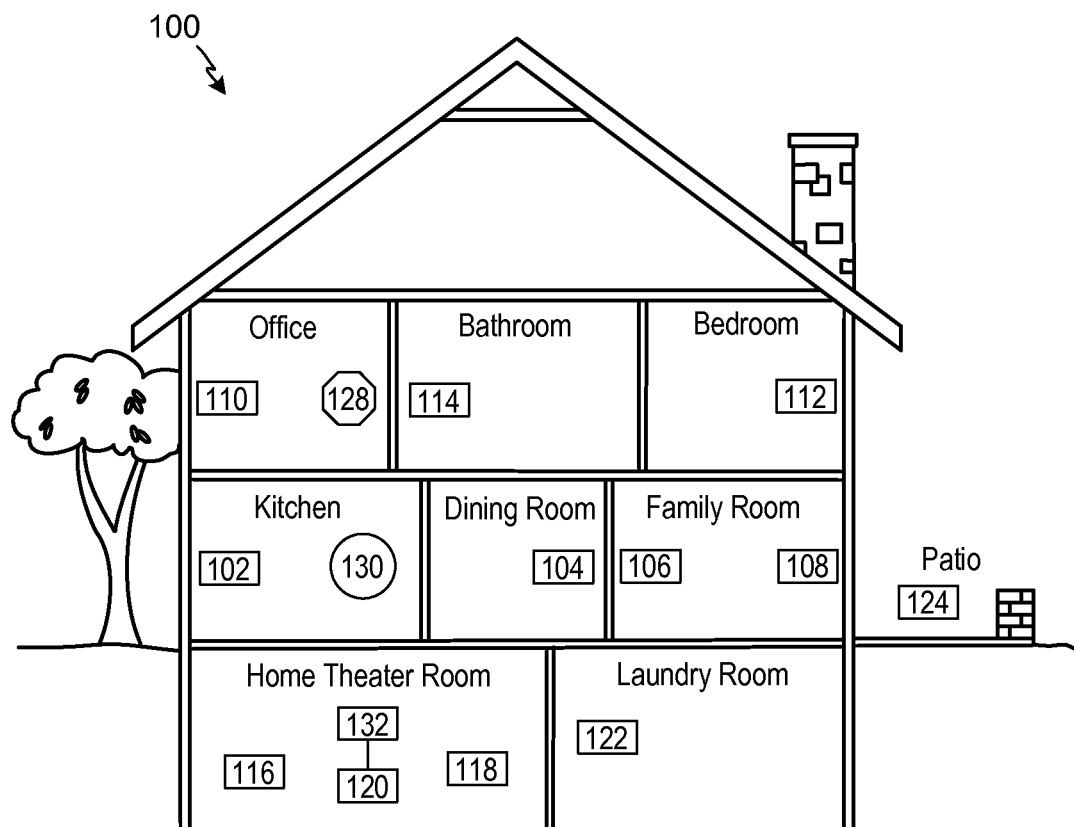 100
Office
Bathroom
Bedroom
110
128
114
112
Kitchen
Dining Room
Family Room
102
130
104
106
108
Patio
124
Home Theater Room
Laundry Room
132
122
116
120
118